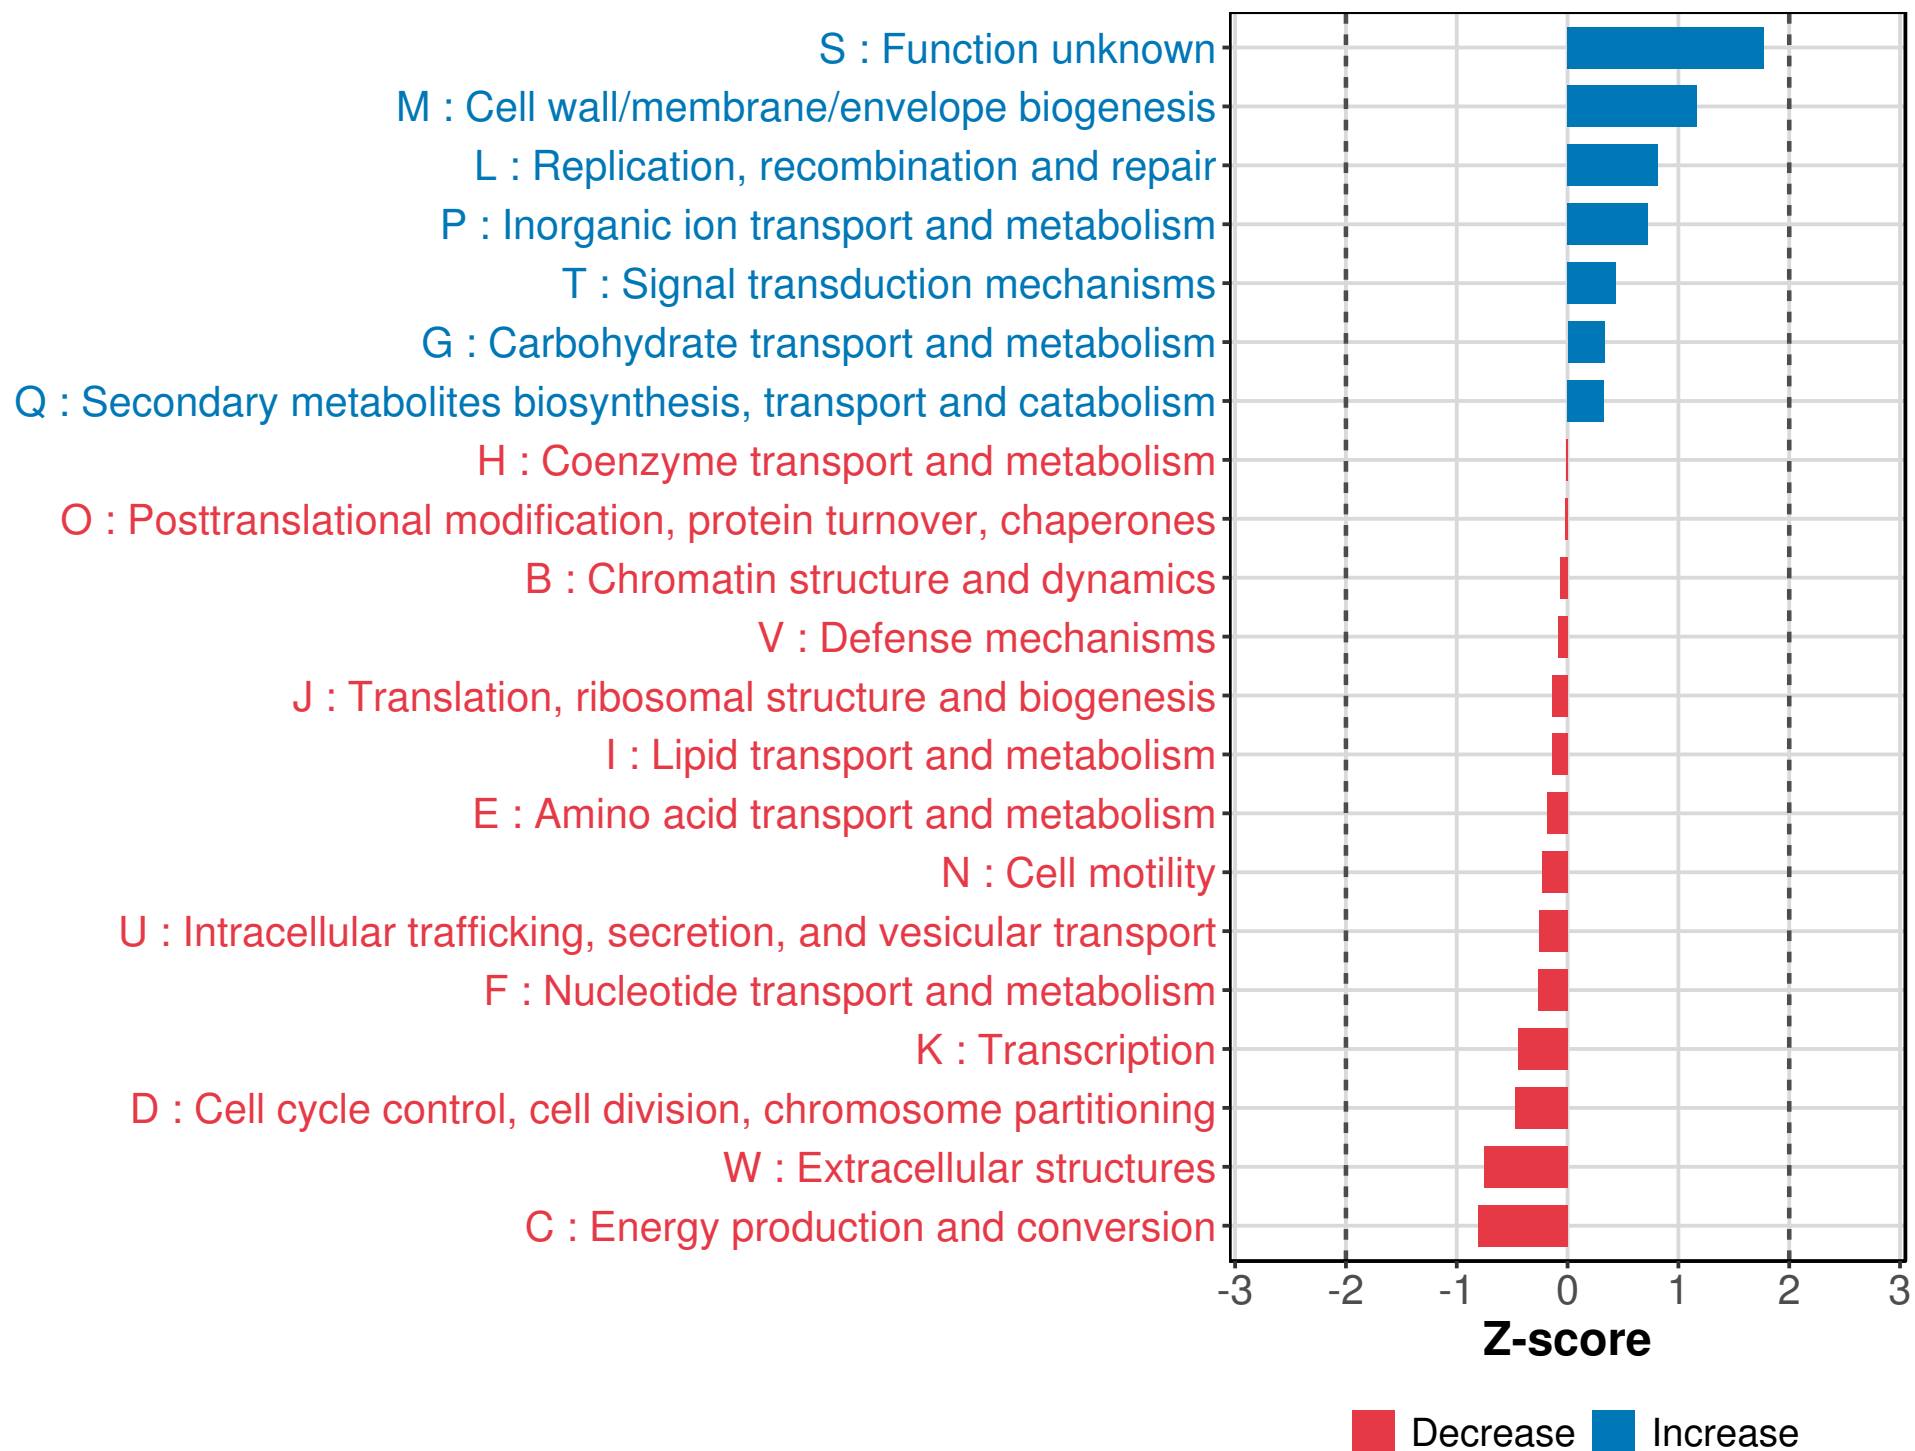 S : Function unknown
M : Cell wall/membrane/envelope biogenesis
L : Replication, recombination and repair
P : Inorganic ion transport and metabolism
T : Signal transduction mechanisms
G : Carbohydrate transport and metabolism
Q : Secondary metabolites biosynthesis, transport and catabolism
H : Coenzyme transport and metabolism
O : Posttranslational modification, protein turnover, chaperones
B : Chromatin structure and dynamics
V : Defense mechanisms
J : Translation, ribosomal structure and biogenesis
I : Lipid transport and metabolism
E : Amino acid transport and metabolism
N : Cell motility
U : Intracellular trafficking, secretion, and vesicular transport
F : Nucleotide transport and metabolism
K : Transcription
D : Cell cycle control, cell division, chromosome partitioning
W : Extracellular structures
C : Energy production and conversion
-3 -2 -1 0 1 2 3
Z-score
Decrease Increase